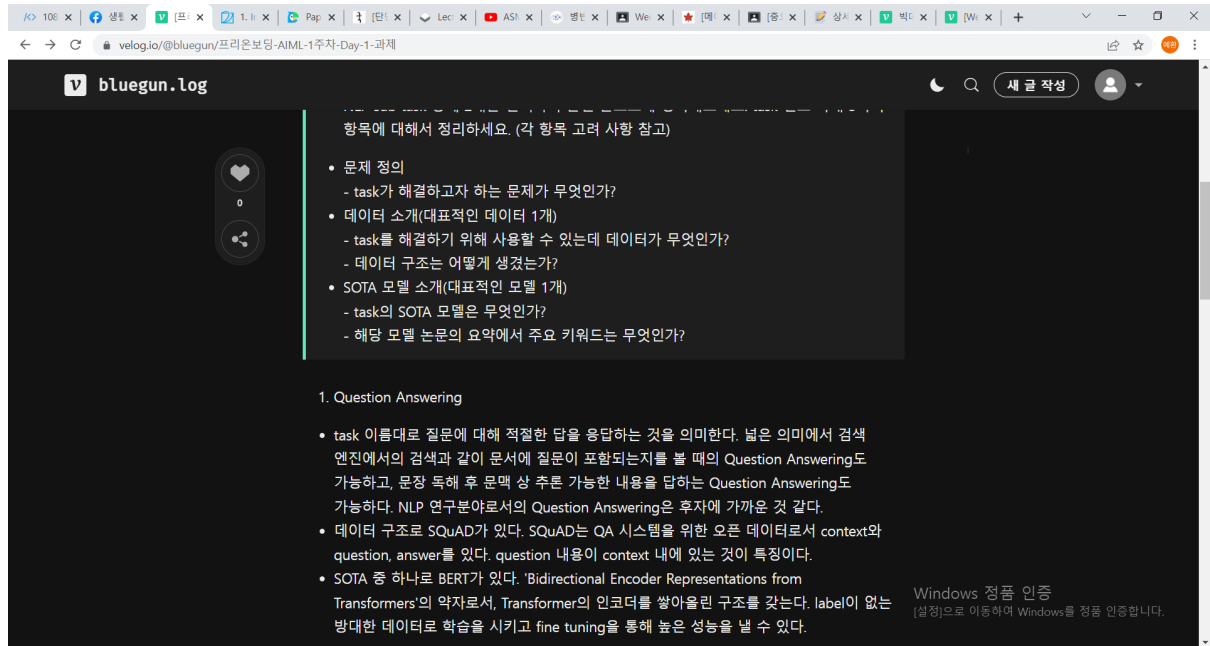 108
생활
[프리
1. Ir
Pap
[단
Lect
ASM
병
We
[메
[중
상세
빅
[We
velog.io/@bluegun/프리온보딩-AIML-1주차-Day-1-과제
예환
bluegun.log
새 글 작성
항목에 대해서 정리하세요. (각 항목 고려 사항 참고)
0
• 문제 정의
- task가 해결하고자 하는 문제가 무엇인가?
• 데이터 소개(대표적인 데이터 1개)
- task를 해결하기 위해 사용할 수 있는데 데이터가 무엇인가?
- 데이터 구조는 어떻게 생겼는가?
• SOTA 모델 소개(대표적인 모델 1개)
- task의 SOTA 모델은 무엇인가?
- 해당 모델 논문의 요약에서 주요 키워드는 무엇인가?
1. Question Answering
• task 이름대로 질문에 대해 적절한 답을 응답하는 것을 의미한다. 넓은 의미에서 검색
엔진에서의 검색과 같이 문서에 질문이 포함되는지를 볼 때의 Question Answering도
가능하고, 문장 독해 후 문맥 상 추론 가능한 내용을 답하는 Question Answering도
가능하다. NLP 연구분야로서의 Question Answering은 후자에 가까운 것 같다.
• 데이터 구조로 SQuAD가 있다. SQuAD는 QA 시스템을 위한 오픈 데이터로서 context와
question, answer를 있다. question 내용이 context 내에 있는 것이 특징이다.
• SOTA 중 하나로 BERT가 있다. 'Bidirectional Encoder Representations from
Transformers'의 약자로서, Transformer의 인코더를 쌓아올린 구조를 갖는다. label이 없는
방대한 데이터로 학습을 시키고 fine tuning을 통해 높은 성능을 낼 수 있다.
Windows 정품 인증
[설정]으로 이동하여 Windows를 정품 인증합니다.